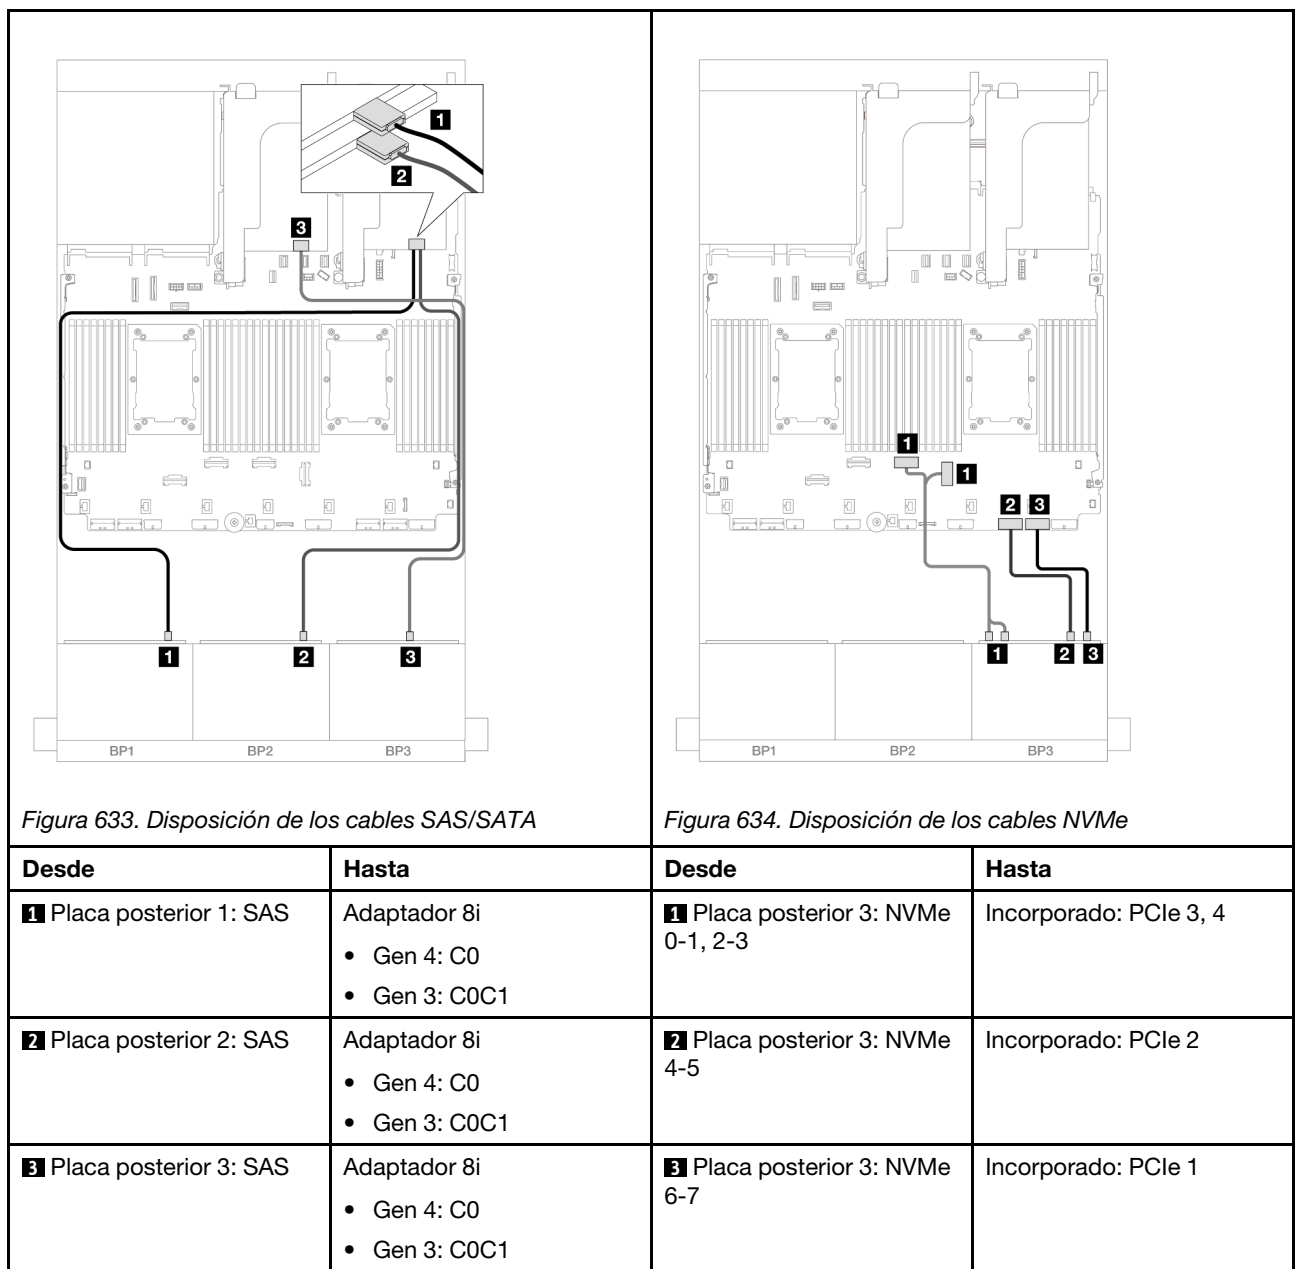 1
2
3
1
2
3
BP1
BP2
BP3
Figura 633. Disposición de los cables SAS/SATA
1
1
2
3
1
2
3
BP1
BP2
BP3
Figura 634. Disposición de los cables NVMe
Desde
Hasta
Desde
Hasta
1 Placa posterior 1: SAS
Adaptador 8i
• Gen 4: C0
• Gen 3: C0C1
1 Placa posterior 3: NVMe
0-1, 2-3
Incorporado: PCIe 3, 4
2 Placa posterior 2: SAS
Adaptador 8i
• Gen 4: C0
• Gen 3: C0C1
2 Placa posterior 3: NVMe
4-5
Incorporado: PCIe 2
3 Placa posterior 3: SAS
Adaptador 8i
• Gen 4: C0
• Gen 3: C0C1
3 Placa posterior 3: NVMe
6-7
Incorporado: PCIe 1